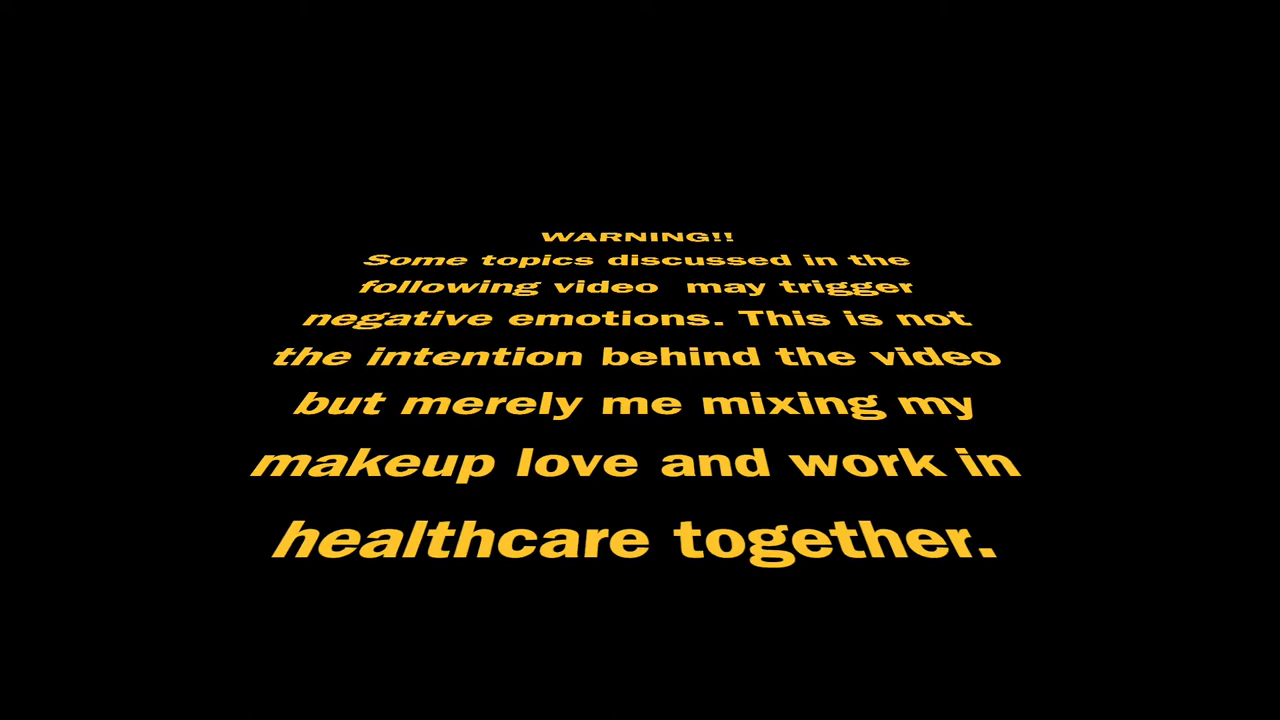 WARNING!!
Some topics discussed in the
following video may trigger
negative emotions. This is not
the intention behind the video
but merely me mixing my
makeup love and work in
healthcare together.